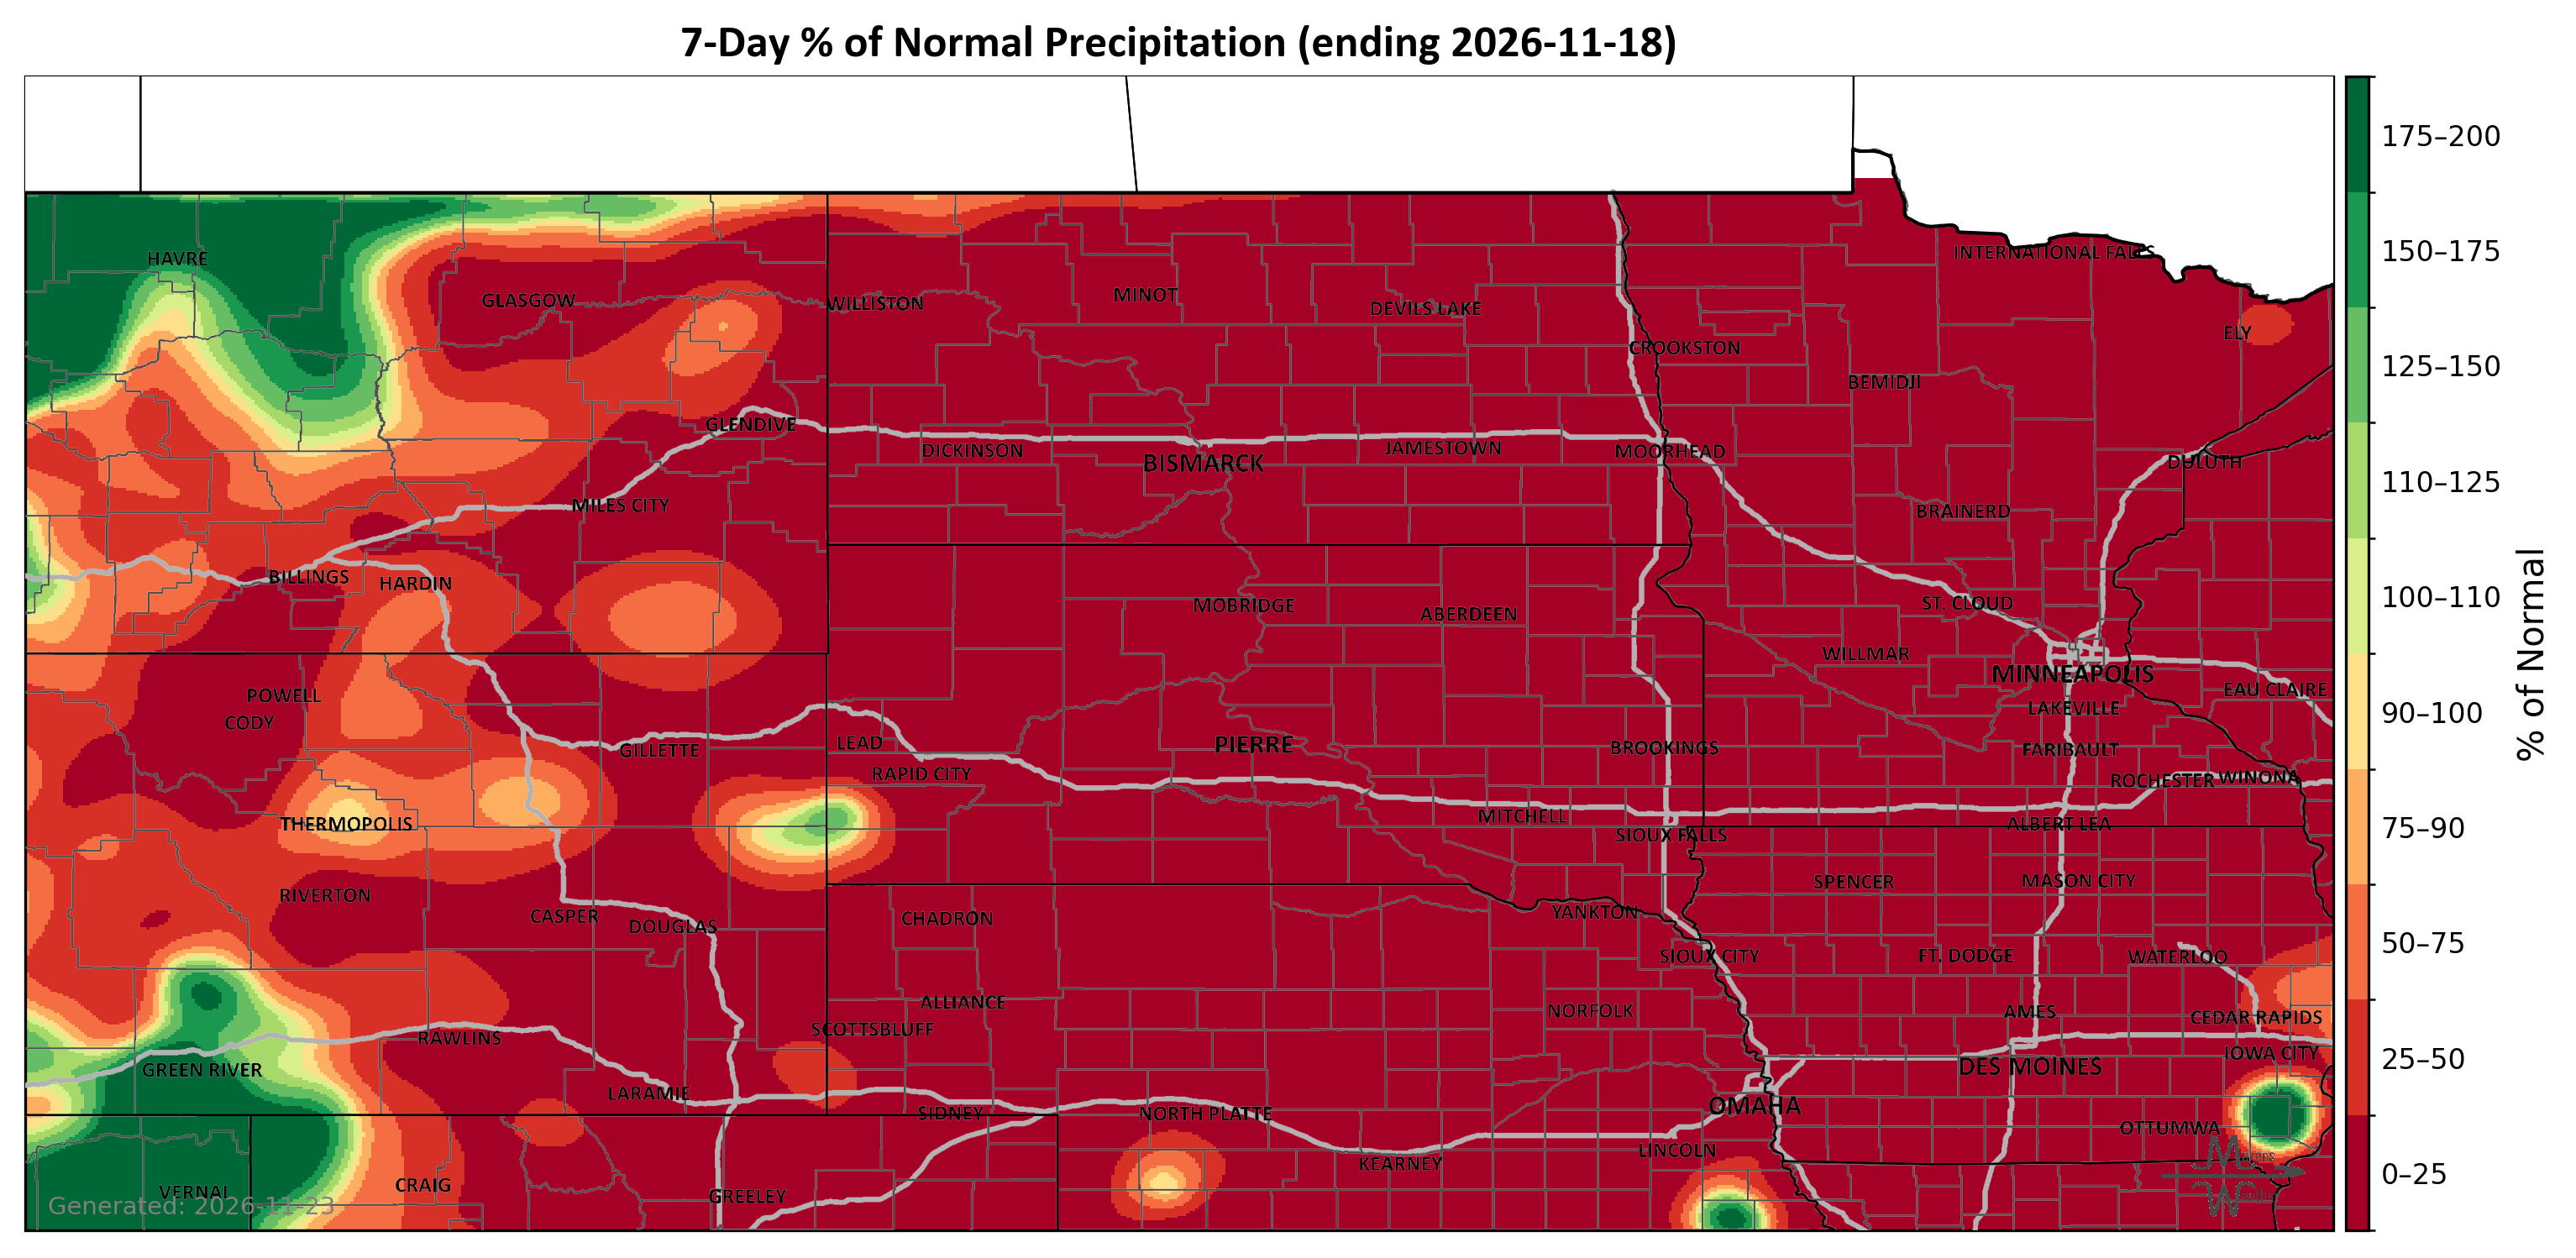 7-Day % of Normal Precipitation (ending 2026-11-18)
HAVRE
GLASGOW
WILLISTON
MINOT
DEVILS LAKE
CROOKSTON
INTERNATIONAL FALLS
ELY
BEMIDJI
GLENDIVE
DICKINSON
BISMARCK
JAMESTOWN
MOORHEAD
DULUTH
MILES CITY
BRAINERD
BILLINGS
HARDIN
MOBRIDGE
ABERDEEN
ST. CLOUD
WILLMAR
MINNEAPOLIS
EAU CLAIRE
POWELL
CODY
LAKEVILLE
GILLETTE
LEAD
RAPID CITY
PIERRE
BROOKINGS
FARIBAULT
ROCHESTER
WINONA
THERMOPOLIS
MITCHELL
SIOUX FALLS
ALBERT LEA
RIVERTON
CASPER
DOUGLAS
CHADRON
YANKTON
SPENCER
MASON CITY
SIOUX CITY
FT. DODGE
WATERLOO
ALLIANCE
SCOTTSBLUFF
NORFOLK
AMES
CEDAR RAPIDS
RAWLINS
GREEN RIVER
IOWA CITY
DES MOINES
LARAMIE
SIDNEY
NORTH PLATTE
OMAHA
OTTUMWA
LINCOLN
KEARNEY
VERNAL
CRAIG
GREELEY
Generated: 2026-11-23
175–200
150–175
125–150
110–125
100–110
90–100
75–90
50–75
25–50
0–25
% of Normal